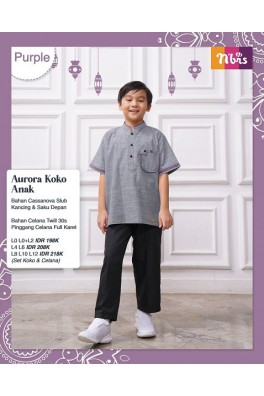 3
Purple
Nbrs
Aurora Koko
Anak
Bahan Cassanova Slub
Kancing & Saku Depan
Bahan Celana Twill 30s
Pinggang Celana Full Karet
L0 L0+L2 IDR 198K
L4 L6 IDR 208K
L8 L10 L12 IDR 218K
(Set Koko & Celana)